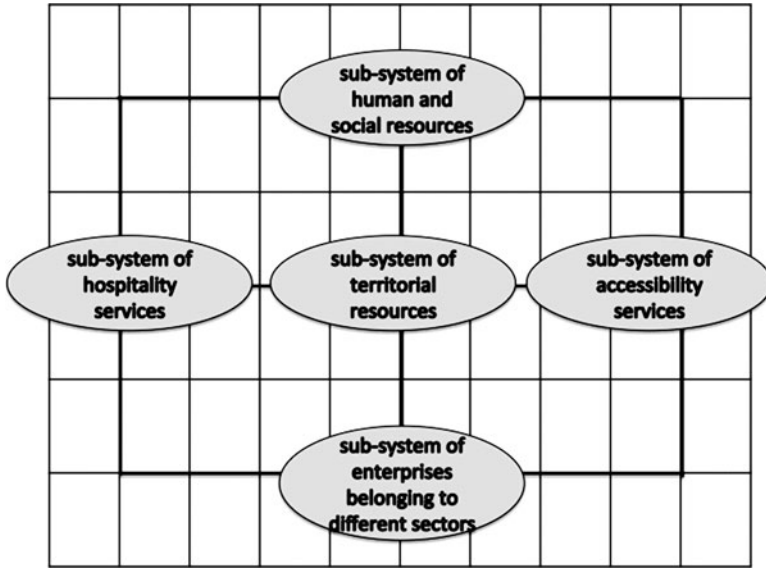 sub-system of
human and
social resources
sub-system of
hospitality
services
sub-system of
territorial
resources
sub-system of
accessibility
services
sub-system of
enterprises
belonging to
different sectors